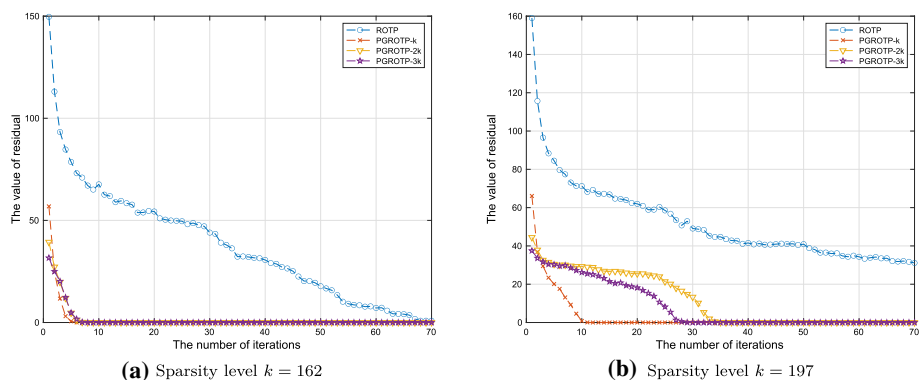 150
100
50
0
10
20
30
40
50
60
70
The value of residual
The number of iterations
ROTP
PGROTP-k
PGROTP-2k
PGROTP-3k
(a) Sparsity level k = 162
160
140
120
100
80
60
40
20
0
0
10
20
30
40
50
60
70
The value of residual
The number of iterations
ROTP
PGROTP-k
PGROTP-2k
PGROTP-3k
(b) Sparsity level k = 197